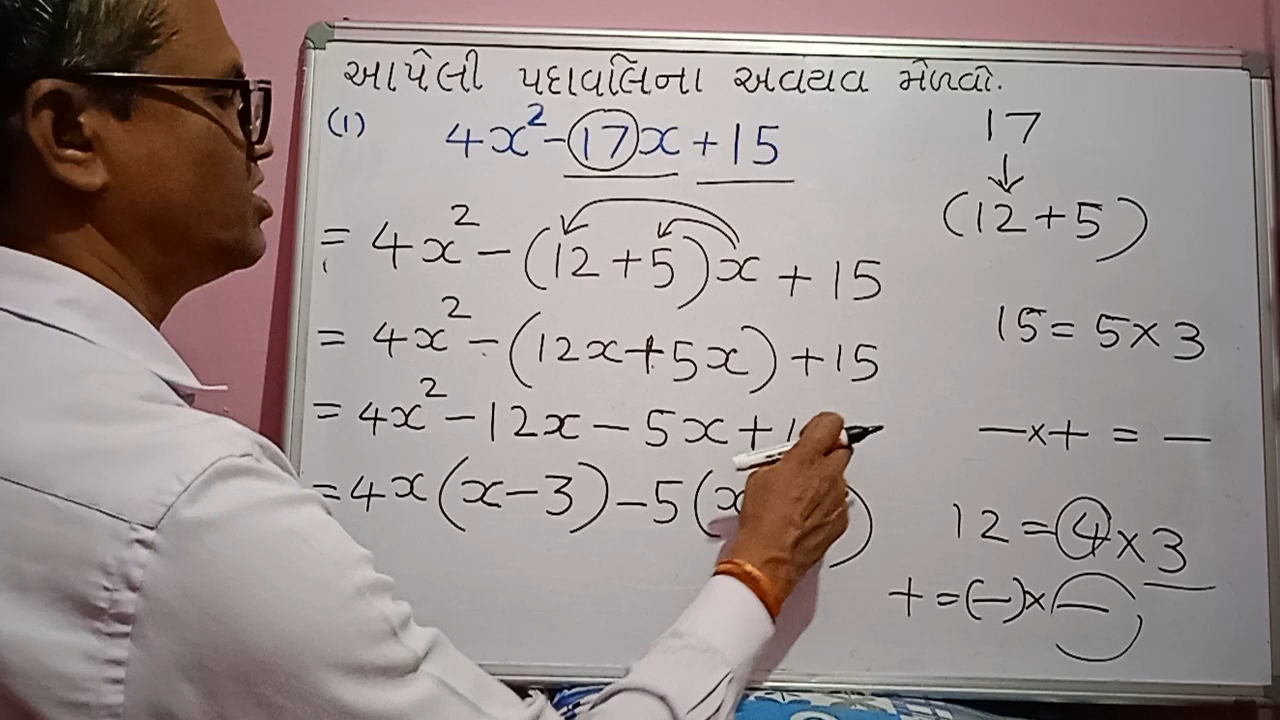 આપેલી પદાવલિના અવયવ મેળવો.
(1) 4x² - 17x + 15
= 4x² - (12 + 5)x + 15
= 4x² - (12x + 5x) + 15
= 4x² - 12x - 5x + 1
= 4x(x - 3) - 5(x )
17
↓
(12 + 5)
15 = 5 × 3
— × + = —
12 = 4 × 3
+ = (—) × —